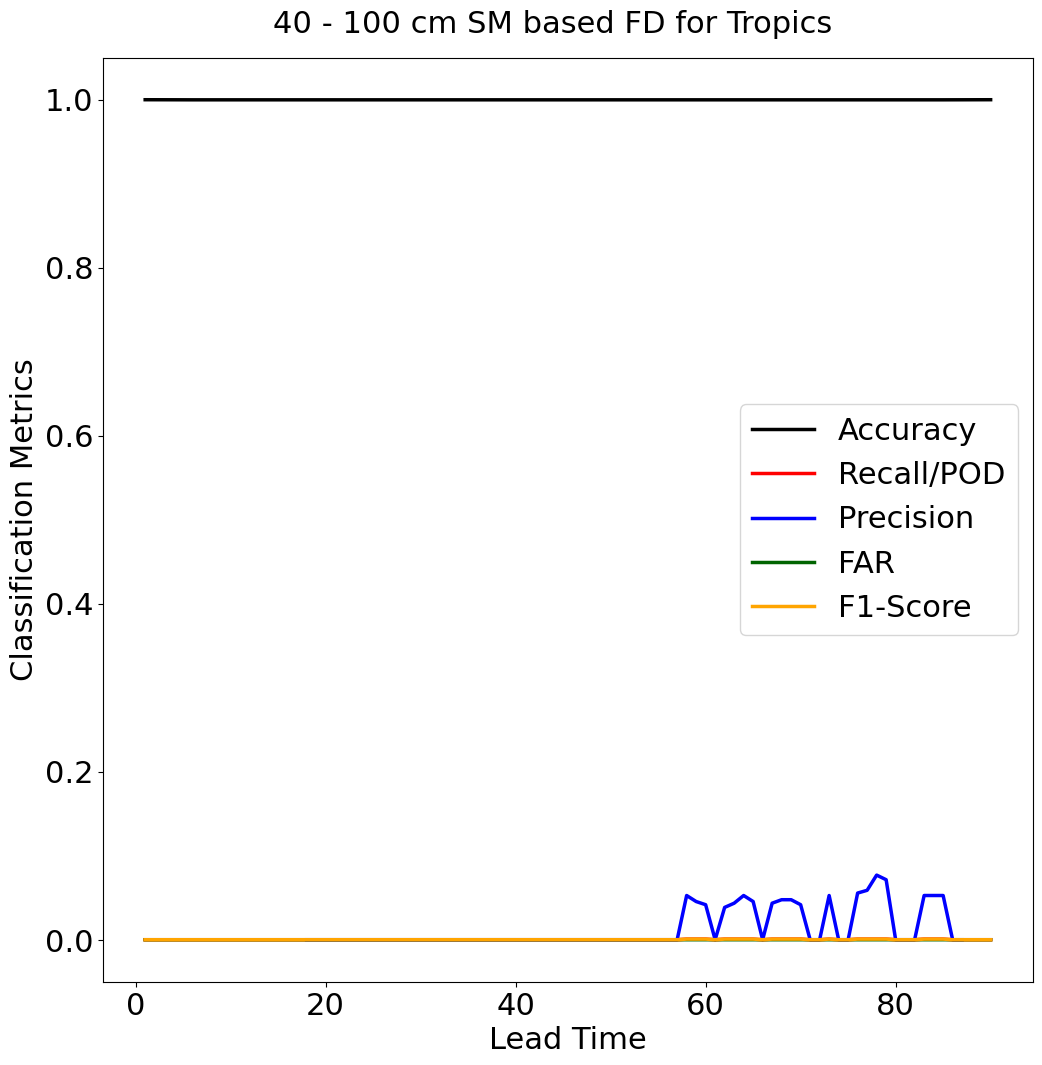 40 - 100 cm SM based FD for Tropics
Classification Metrics
1.0
0.8
0.6
0.4
0.2
0.0
Accuracy
Recall/POD
Precision
FAR
F1-Score
0
20
40
60
80
Lead Time